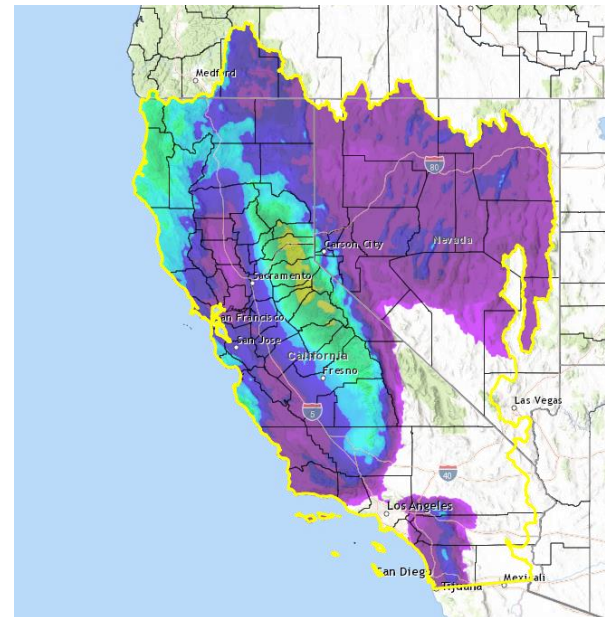 Medford
80
Carson City
Nevada
Sacramento
an Francisco
San Jose
California
Fresno
5
Las Vegas
40
Los Angeles
San Diego
Mexicali
Tijuana